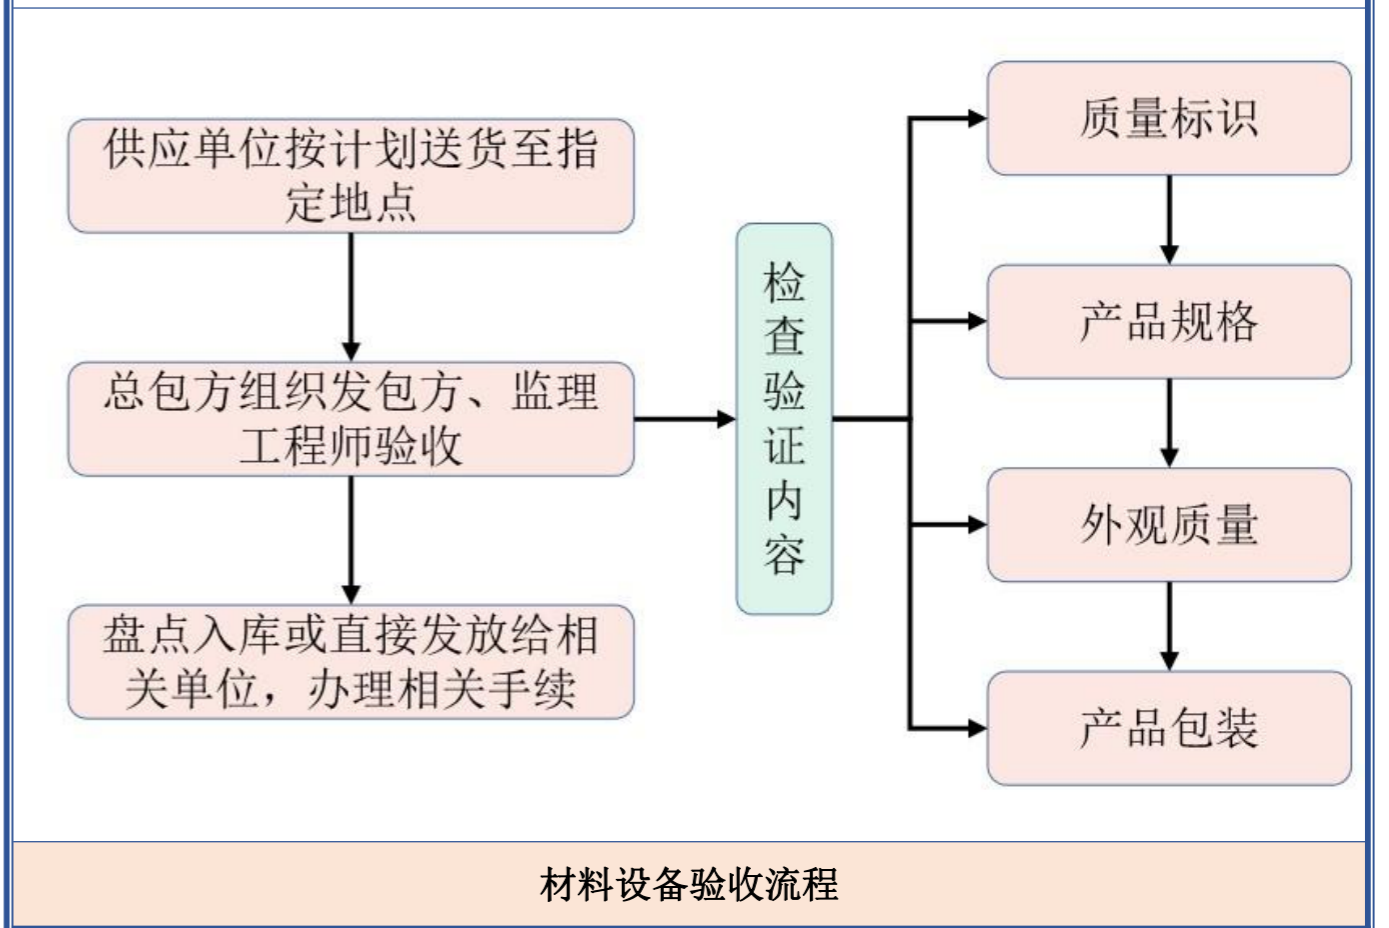 供应单位按计划送货至指
定地点
总包方组织发包方、监理
工程师验收
盘点入库或直接发放给相
关单位，办理相关手续
检
查
验
证
内
容
质量标识
产品规格
外观质量
产品包装
材料设备验收流程